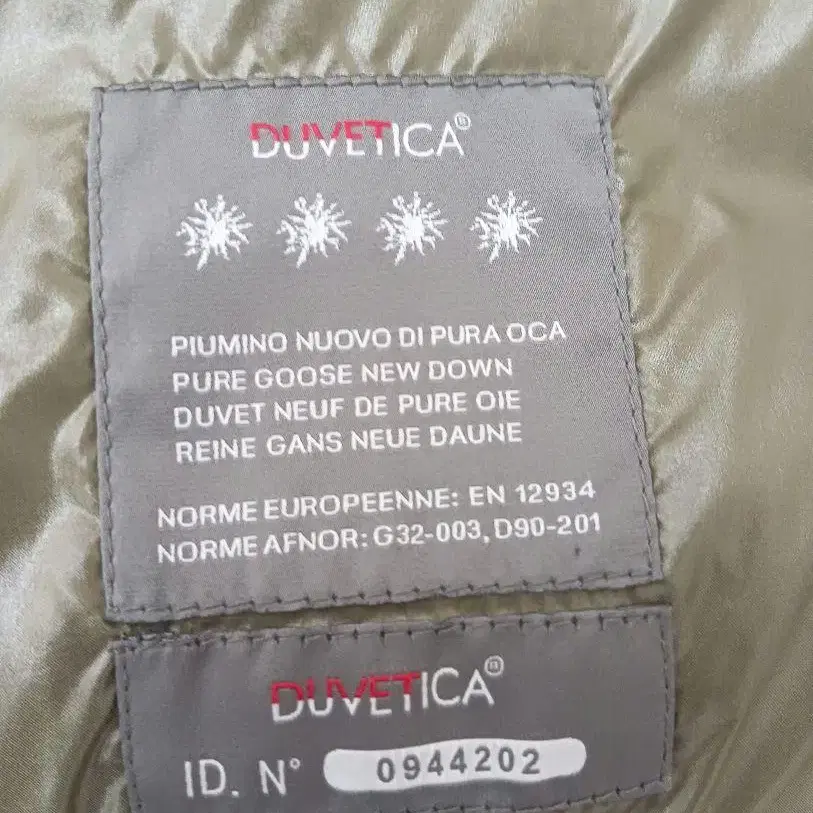 DUVETICA®
PIUMINO NUOVO DI PURA OCA
PURE GOOSE NEW DOWN
DUVET NEUF DE PURE OIE
REINE GANS NEUE DAUNE
NORME EUROPEENNE: EN 12934
NORME AFNOR: G32-003, D90-201
DUVETICA®
ID. N° 0944202